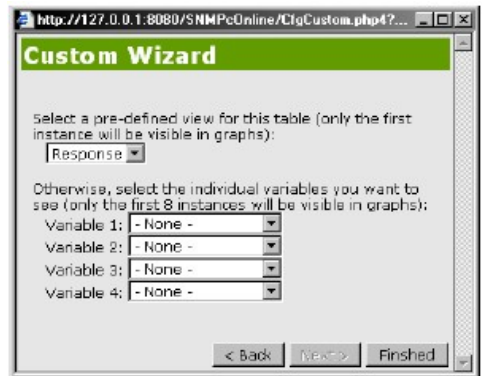 http://127.0.0.1:8080/SNMPcOnline/CfgCustom.php4?...
Custom Wizard
Select a pre-defined view for this table (only the first
instance will be visible in graphs):
Response
Otherwise, select the individual variables you want to
see (only the first 8 instances will be visible in graphs):
Variable 1: - None -
Variable 2: - None -
Variable 3: - None -
Variable 4: - None -
< Back Next > Finshed